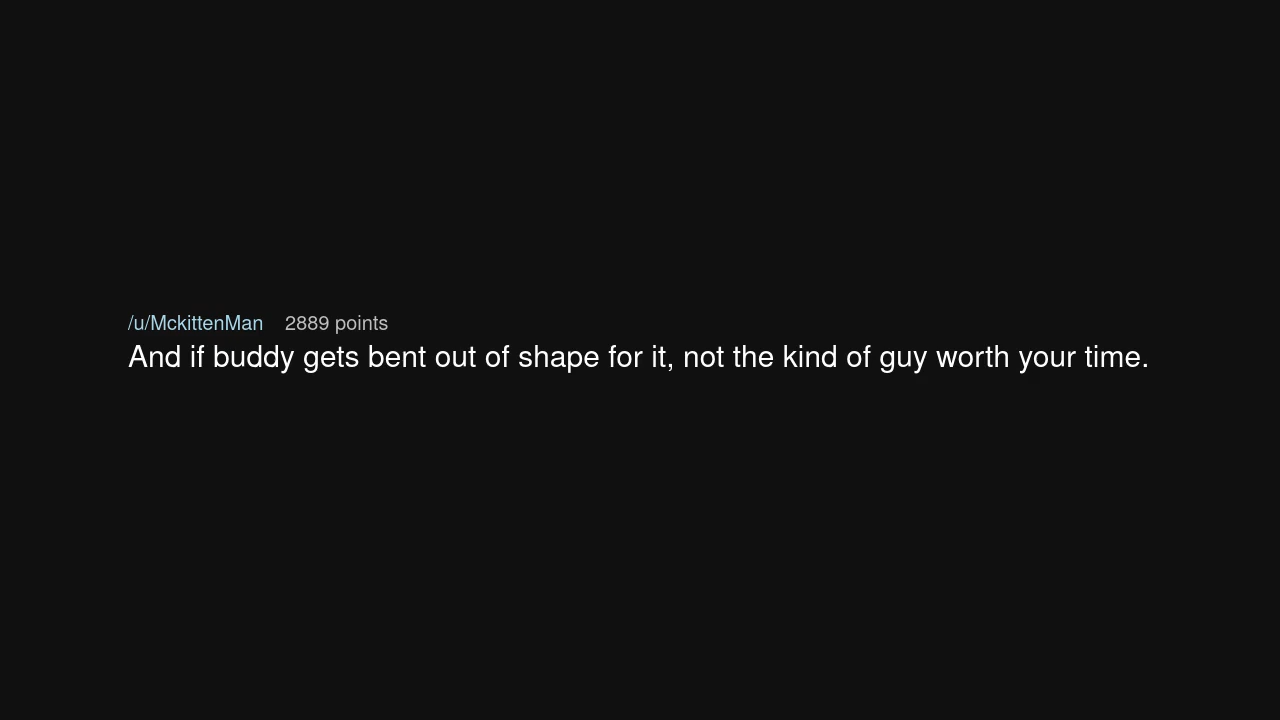 /u/MckittenMan 2889 points
And if buddy gets bent out of shape for it, not the kind of guy worth your time.